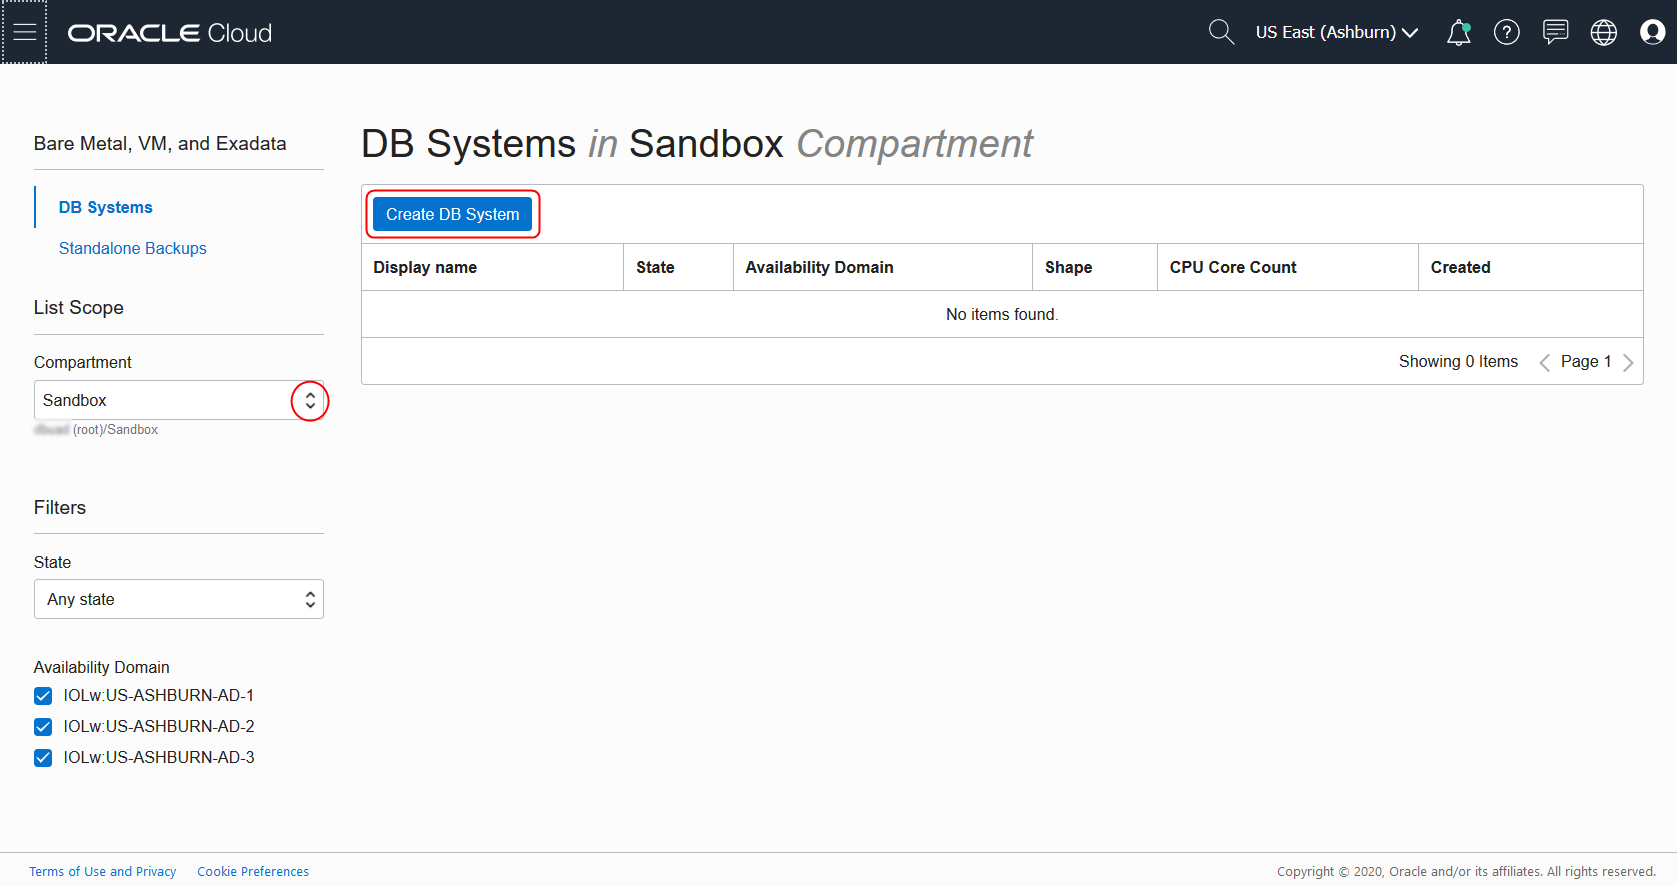 ORACLE Cloud
US East (Ashburn)
Bare Metal, VM, and Exadata
DB Systems
Standalone Backups
List Scope
Compartment
Sandbox
(root)/Sandbox
Filters
State
Any state
Availability Domain
IOLw:US-ASHBURN-AD-1
IOLw:US-ASHBURN-AD-2
IOLw:US-ASHBURN-AD-3
DB Systems in Sandbox Compartment
Create DB System
Display name State Availability Domain Shape CPU Core Count Created
No items found.
Showing 0 Items Page 1
Terms of Use and Privacy Cookie Preferences
Copyright © 2020, Oracle and/or its affiliates. All rights reserved.